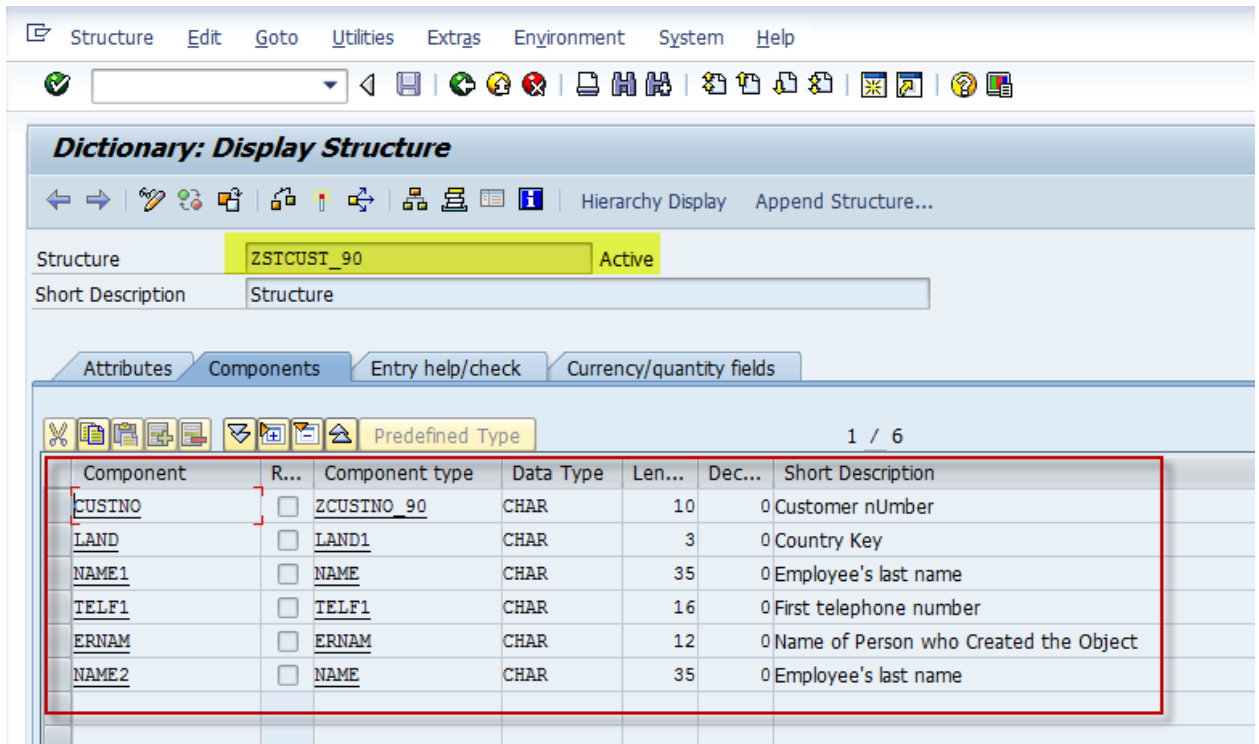 Structure Edit Goto Utilities Extras Environment System Help
Dictionary: Display Structure
Hierarchy Display Append Structure...
Structure ZSTCUST_90 Active
Short Description Structure
Attributes Components Entry help/check Currency/quantity fields
Predefined Type 1 / 6
Component R... Component type Data Type Len... Dec... Short Description
CUSTNO ZCUSTNO_90 CHAR 10 0 Customer nUmber
LAND LAND1 CHAR 3 0 Country Key
NAME1 NAME CHAR 35 0 Employee's last name
TELF1 TELF1 CHAR 16 0 First telephone number
ERNAM ERNAM CHAR 12 0 Name of Person who Created the Object
NAME2 NAME CHAR 35 0 Employee's last name